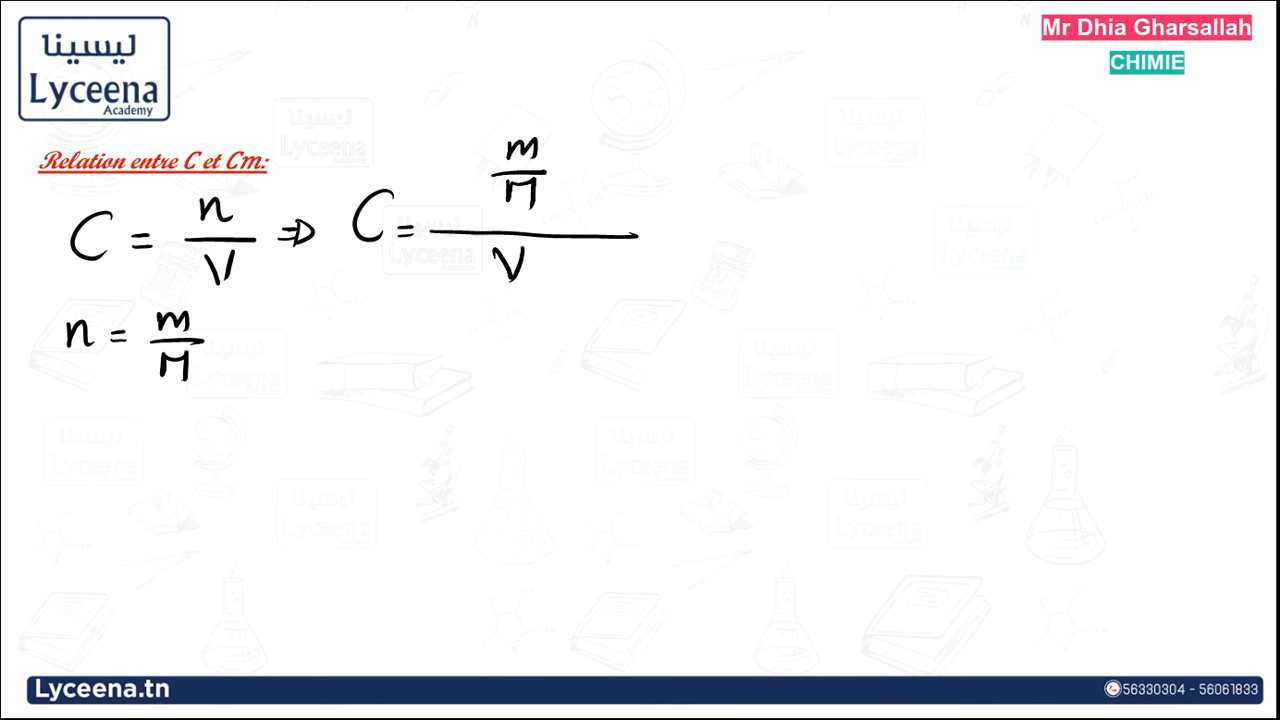 ليسينا
Lyceena
Academy
Mr Dhia Gharsallah
CHIMIE
Relation entre C et Cm:
C = n/V ⇒ C = (m/M)/V
n = m/M
Lyceena.tn
56330304 - 56061833